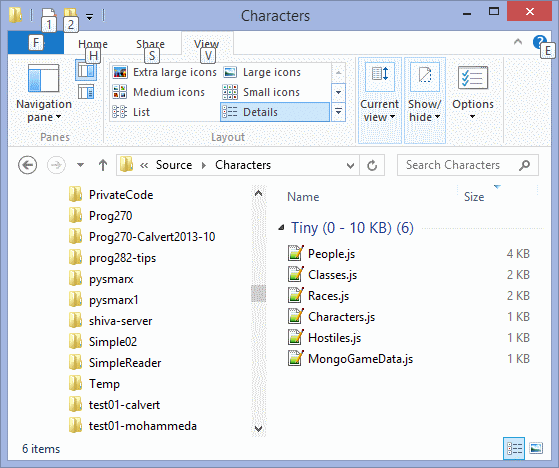 Characters
1 2
F Home Share View E
H S V
Navigation pane
Extra large icons Large icons
Medium icons Small icons
List Details
Current view
Show/ hide
Options
Panes Layout
Source Characters Search Characters
PrivateCode
Prog270
Prog270-Calvert2013-10
prog282-tips
pysmarx
pysmarx1
shiva-server
Simple02
SimpleReader
Temp
test01-calvert
test01-mohammeda
Name Size
Tiny (0 - 10 KB) (6)
People.js 4 KB
Classes.js 2 KB
Races.js 2 KB
Characters.js 1 KB
Hostiles.js 1 KB
MongoGameData.js 1 KB
6 items